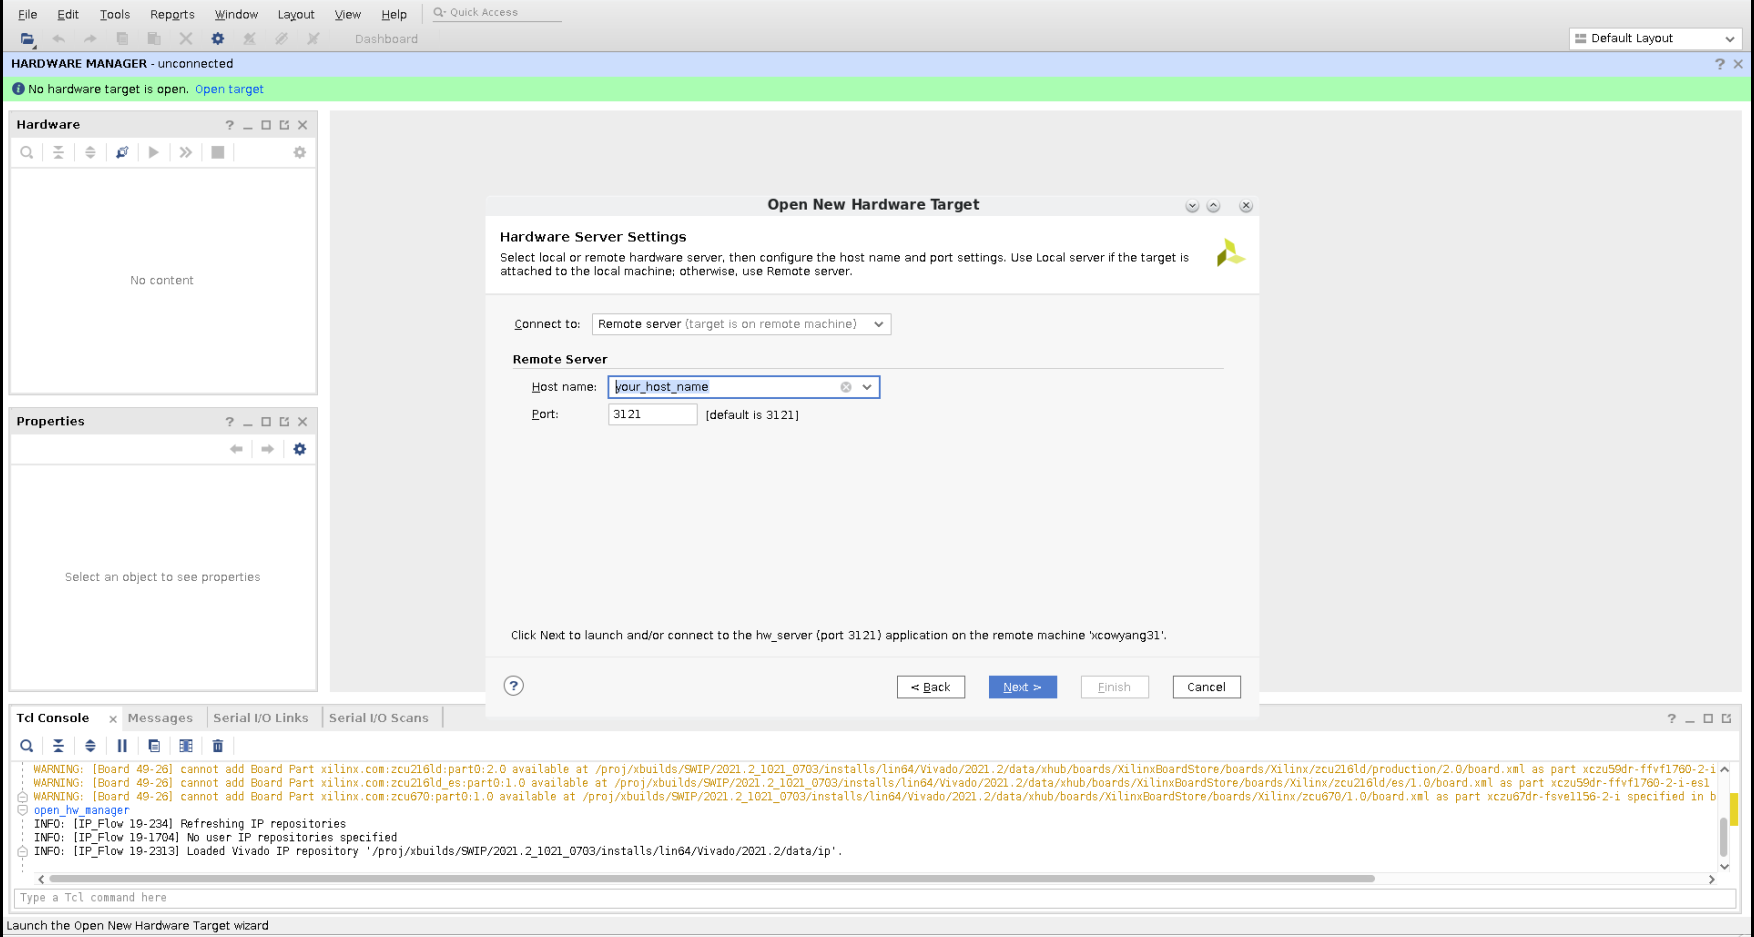 File Edit Tools Reports Window Layout View Help Quick Access
Dashboard Default Layout
HARDWARE MANAGER - unconnected
No hardware target is open. Open target
Hardware
No content
Properties
Select an object to see properties
Open New Hardware Target
Hardware Server Settings
Select local or remote hardware server, then configure the host name and port settings. Use Local server if the target is
attached to the local machine; otherwise, use Remote server.
Connect to: Remote server (target is on remote machine)
Remote Server
Host name: your_host_name
Port: 3121 [default is 3121]
Click Next to launch and/or connect to the hw_server (port 3121) application on the remote machine 'xcowyang31'.
< Back Next > Finish Cancel
Tcl Console Messages Serial I/O Links Serial I/O Scans
WARNING: [Board 49-26] cannot add Board Part xilinx.com:zcu216ld:part0:2.0 available at /proj/xbuilds/SWIP/2021.2_1021_0703/installs/lin64/Vivado/2021.2/data/xhub/boards/XilinxBoardStore/boards/Xilinx/zcu216ld/production/2.0/board.xml as part xczu59dr-ffvf1760-2-i
WARNING: [Board 49-26] cannot add Board Part xilinx.com:zcu216ld_es:part0:1.0 available at /proj/xbuilds/SWIP/2021.2_1021_0703/installs/lin64/Vivado/2021.2/data/xhub/boards/XilinxBoardStore/boards/Xilinx/zcu216ld/es/1.0/board.xml as part xczu59dr-ffvf1760-2-i-es1
WARNING: [Board 49-26] cannot add Board Part xilinx.com:zcu670:part0:1.0 available at /proj/xbuilds/SWIP/2021.2_1021_0703/installs/lin64/Vivado/2021.2/data/xhub/boards/XilinxBoardStore/boards/Xilinx/zcu670/1.0/board.xml as part xczu67dr-fsve1156-2-i specified in b
open_hw_manager
INFO: [IP_Flow 19-234] Refreshing IP repositories
INFO: [IP_Flow 19-1704] No user IP repositories specified
INFO: [IP_Flow 19-2313] Loaded Vivado IP repository '/proj/xbuilds/SWIP/2021.2_1021_0703/installs/lin64/Vivado/2021.2/data/ip'.
Type a Tcl command here
Launch the Open New Hardware Target wizard